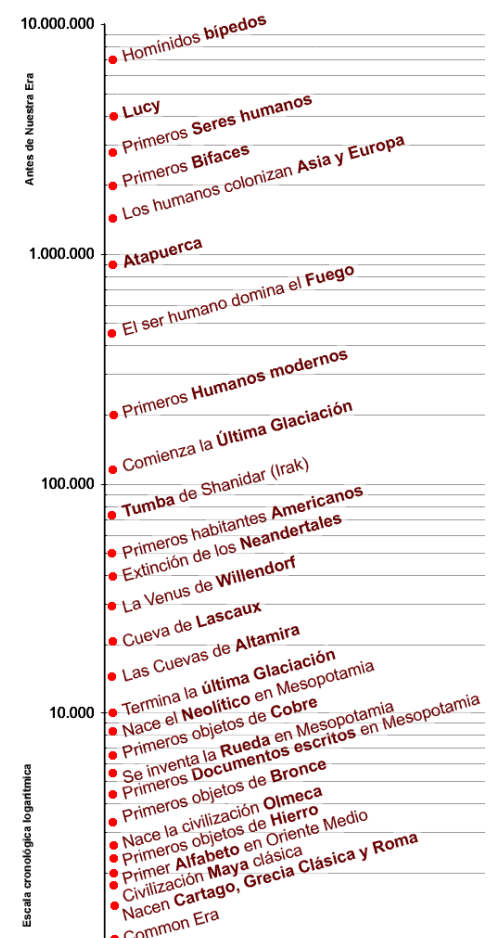 10.000.000
Homínidos bípedos
Antes de Nuestra Era
Lucy
Primeros Seres humanos
Primeros Bifaces
Los humanos colonizan Asia y Europa
1.000.000
Atapuerca
El ser humano domina el Fuego
Primeros Humanos modernos
Comienza la Última Glaciación
100.000
Tumba de Shanidar (Irak)
Primeros habitantes Americanos
Extinción de los Neandertales
La Venus de Willendorf
Cueva de Lascaux
Las Cuevas de Altamira
Termina la última Glaciación
10.000
Nace el Neolítico en Mesopotamia
Primeros objetos de Cobre
Se inventa la Rueda en Mesopotamia
Primeros Documentos escritos en Mesopotamia
Primeros objetos de Bronce
Escala cronológica logarítmica
Nace la civilización Olmeca
Primeros objetos de Hierro
Primer Alfabeto en Oriente Medio
Civilización Maya clásica
Nacen Cartago, Grecia Clásica y Roma
Common Era